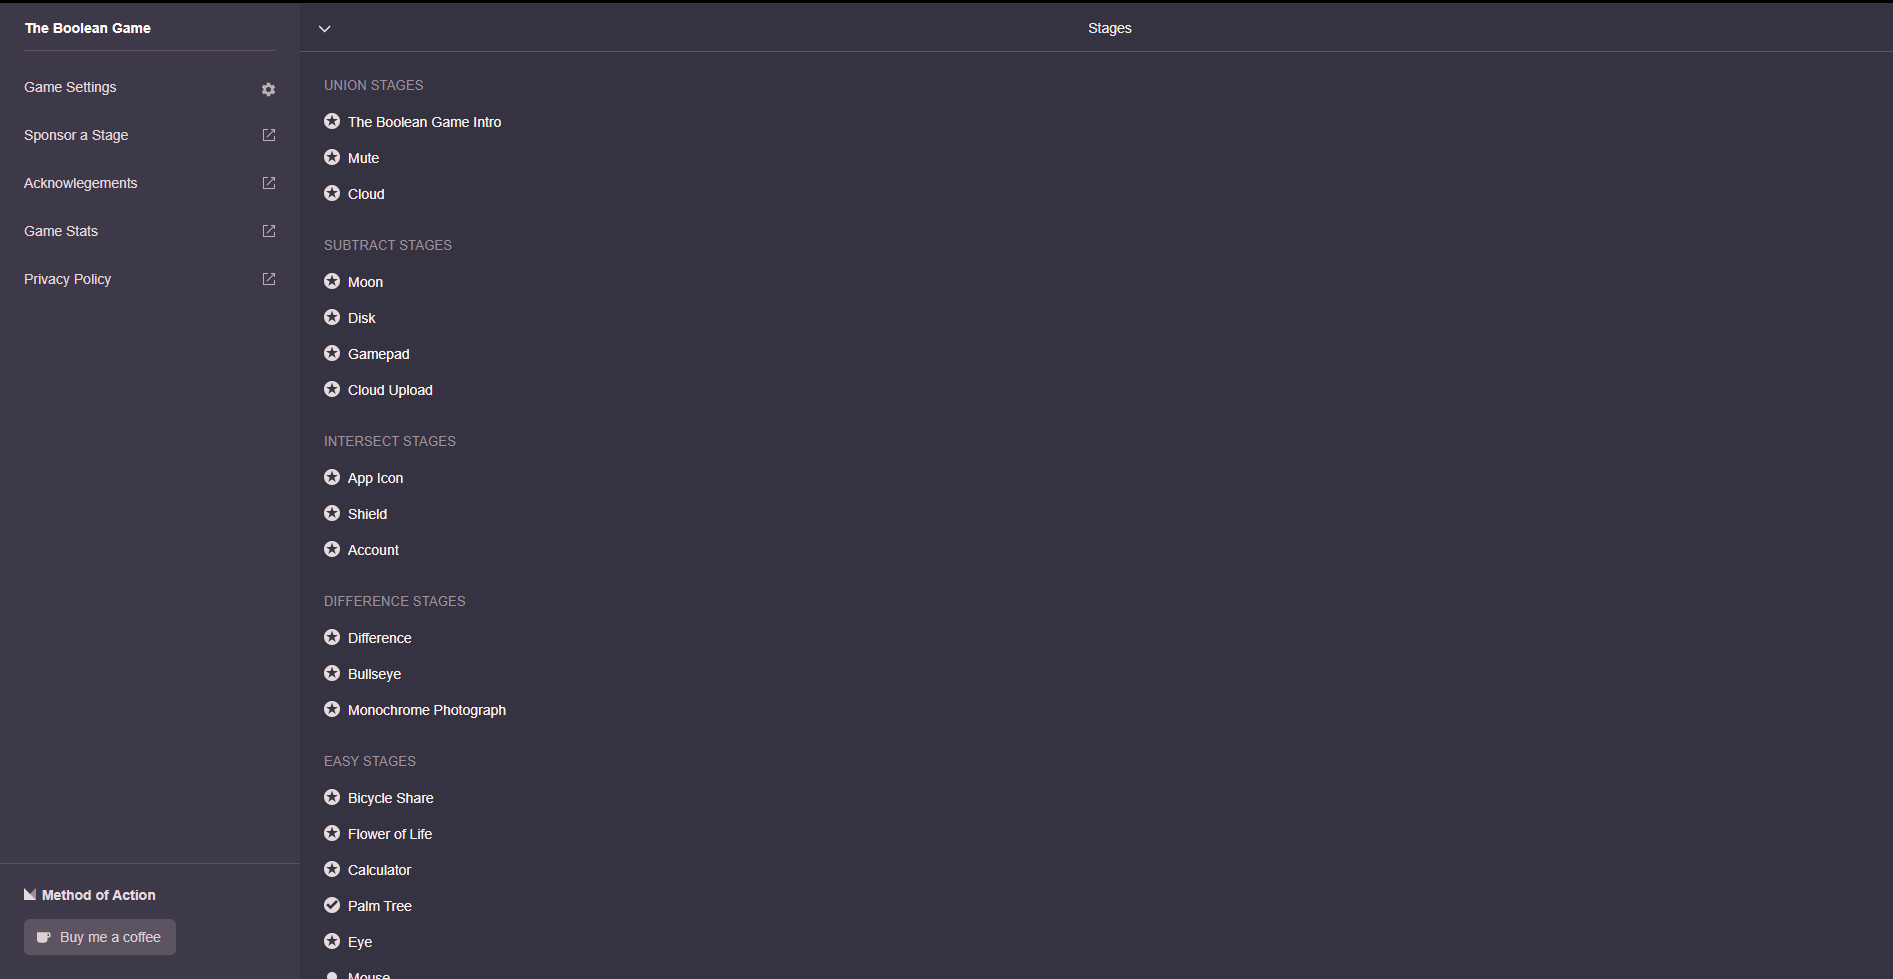 The Boolean Game
Game Settings
Sponsor a Stage
Acknowlegements
Game Stats
Privacy Policy
Method of Action
Buy me a coffee
Stages
UNION STAGES
The Boolean Game Intro
Mute
Cloud
SUBTRACT STAGES
Moon
Disk
Gamepad
Cloud Upload
INTERSECT STAGES
App Icon
Shield
Account
DIFFERENCE STAGES
Difference
Bullseye
Monochrome Photograph
EASY STAGES
Bicycle Share
Flower of Life
Calculator
Palm Tree
Eye
Mouse